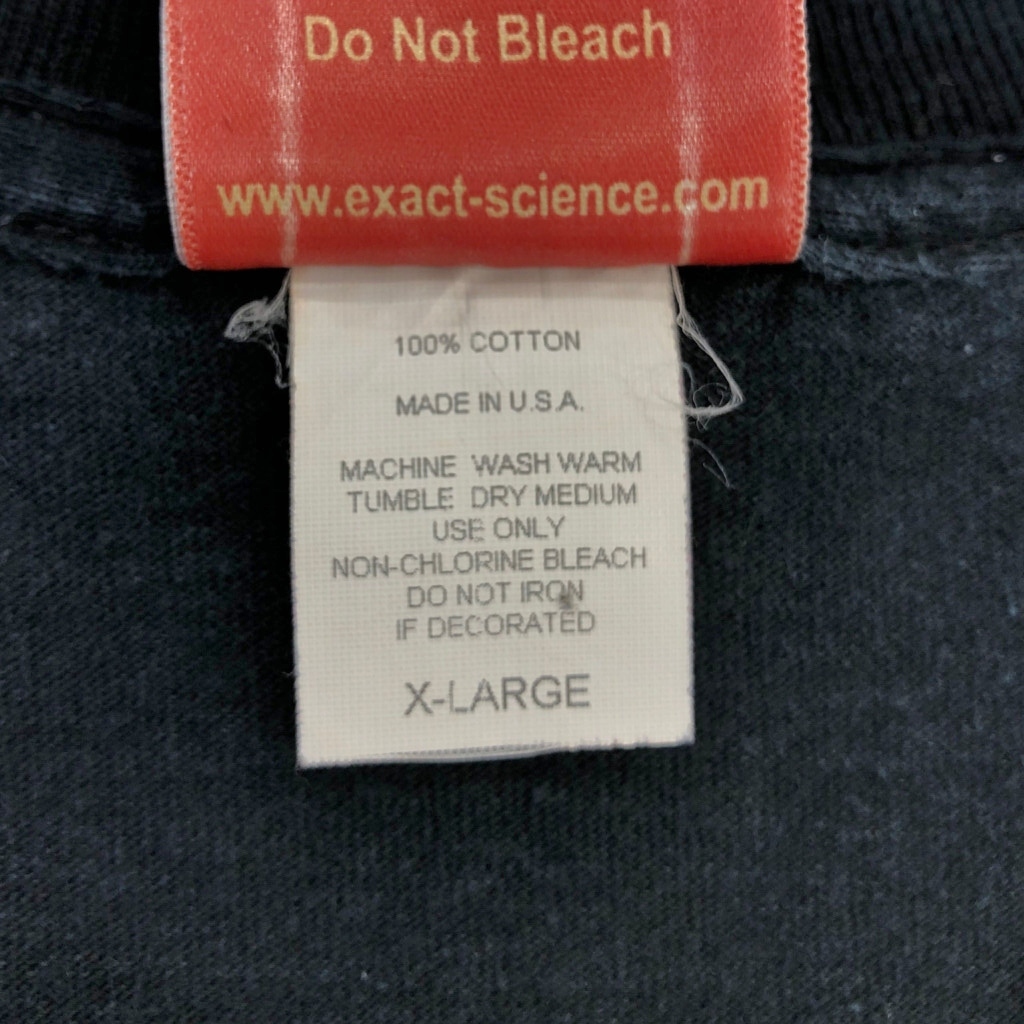 Do Not Bleach
www.exact-science.com
100% COTTON
MADE IN U.S.A.
MACHINE WASH WARM
TUMBLE DRY MEDIUM
USE ONLY
NON-CHLORINE BLEACH
DO NOT IRON
IF DECORATED
X-LARGE